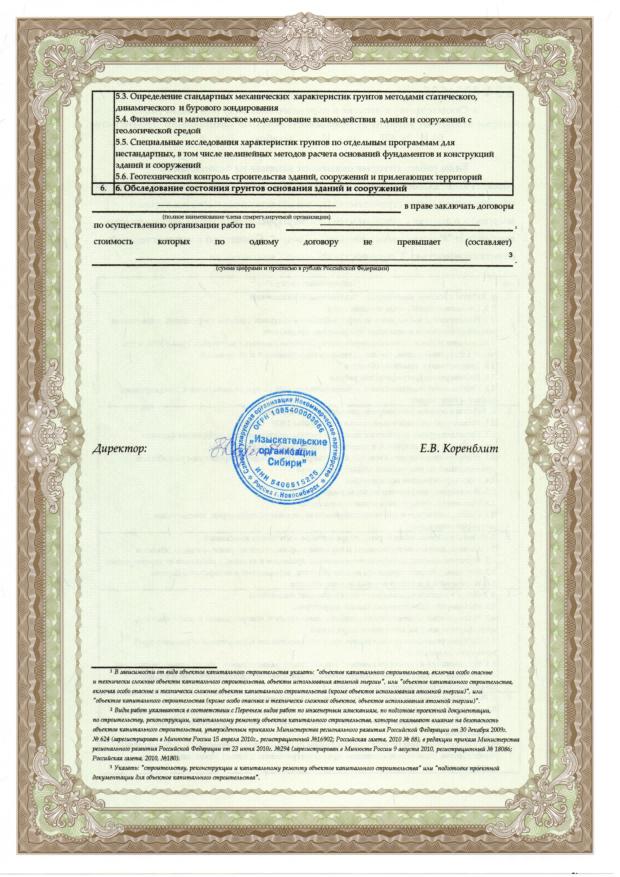 5.3. Определение стандартных механических характеристик грунтов методами статического,
динамического и бурового зондирования
5.4. Физическое и математическое моделирование взаимодействия зданий и сооружений с
геологической средой
5.5. Специальные исследования характеристик грунтов по отдельным программам для
нестандартных, в том числе нелинейных методов расчета оснований фундаментов и конструкций
зданий и сооружений
5.6. Геотехнический контроль строительства зданий, сооружений и прилегающих территорий
6. 6. Обследование состояния грунтов основания зданий и сооружений
в праве заключать договоры
(полное наименование члена саморегулируемой организации)
по осуществлению организации работ по ,
стоимость которых по одному договору не превышает (составляет)
3 .
(сумма цифрами и прописью в рублях Российской Федерации)
Саморегулируемая организация Некоммерческое партнерство
ОГРН 1085400003066
"Изыскательские
организации
Сибири"
ИНН 5406515225
Россия г. Новосибирск
Директор: Е.В. Коренблит
1 В зависимости от вида объектов капитального строительства указать: "объектов капитального строительства, включая особо опасные
и технически сложные объекты капитального строительства, объекты использования атомной энергии", или "объектов капитального строительства,
включая особо опасные и технически сложные объекты капитального строительства (кроме объектов использования атомной энергии)", или
"объектов капитального строительства (кроме особо опасных и технически сложных объектов, объектов использования атомной энергии)".
2 Виды работ указываются в соответствии с Перечнем видов работ по инженерным изысканиям, по подготовке проектной документации,
по строительству, реконструкции, капитальному ремонту объектов капитального строительства, которые оказывают влияние на безопасность
объектов капитального строительства, утвержденным приказом Министерства регионального развития Российской Федерации от 30 декабря 2009г.
№ 624 (зарегистрирован в Минюсте России 15 апреля 2010г., регистрационный №16902; Российская газета, 2010 № 88), в редакции приказа Министерства
регионального развития Российской Федерации от 23 июня 2010г. №294 (зарегистрирован в Минюсте России 9 августа 2010, регистрационный № 18086;
Российская газета, 2010, №180).
3 Указать: "строительству, реконструкции и капитальному ремонту объектов капитального строительства" или "подготовке проектной
документации для объектов капитального строительства".